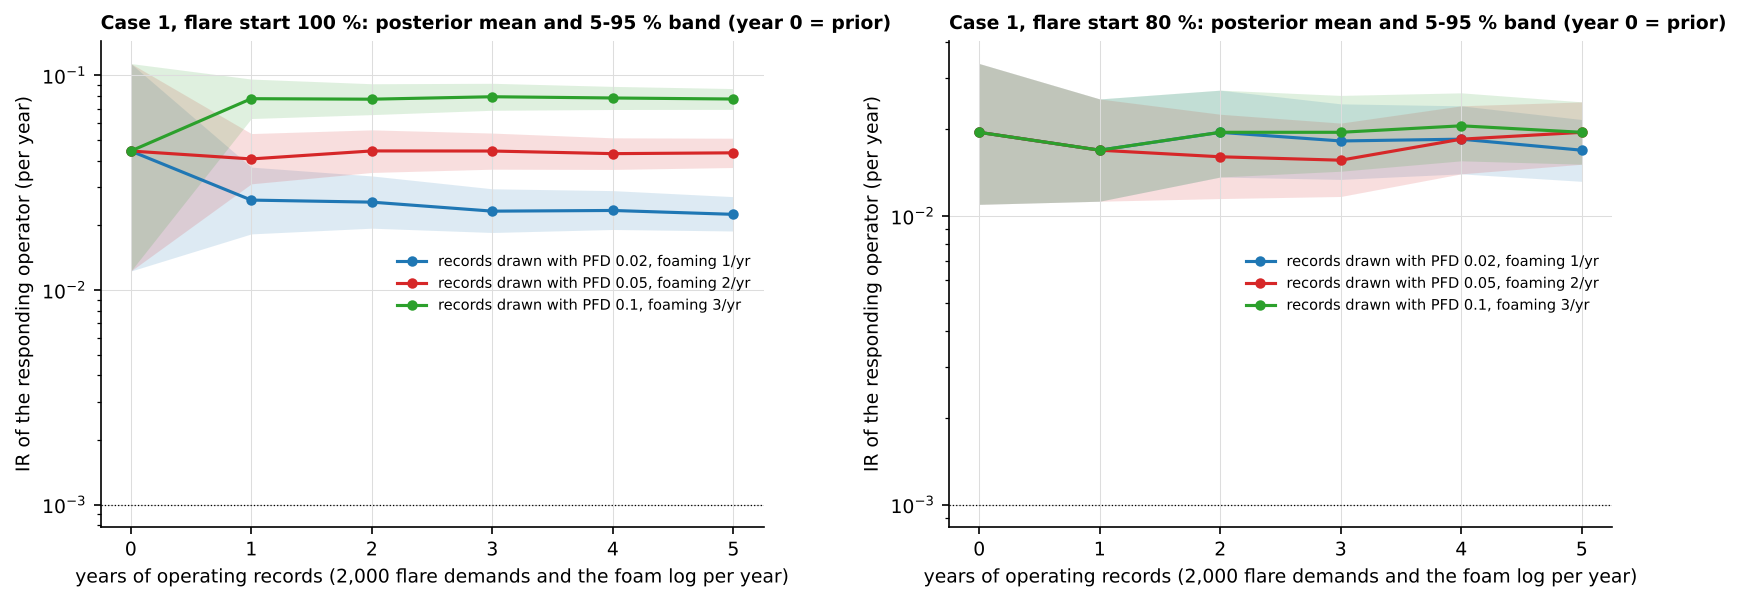 Case 1, flare start 100 %: posterior mean and 5-95 % band (year 0 = prior)
IR of the responding operator (per year)
10⁻¹
10⁻²
10⁻³
records drawn with PFD 0.02, foaming 1/yr
records drawn with PFD 0.05, foaming 2/yr
records drawn with PFD 0.1, foaming 3/yr
0 1 2 3 4 5
years of operating records (2,000 flare demands and the foam log per year)
Case 1, flare start 80 %: posterior mean and 5-95 % band (year 0 = prior)
IR of the responding operator (per year)
10⁻²
10⁻³
records drawn with PFD 0.02, foaming 1/yr
records drawn with PFD 0.05, foaming 2/yr
records drawn with PFD 0.1, foaming 3/yr
0 1 2 3 4 5
years of operating records (2,000 flare demands and the foam log per year)